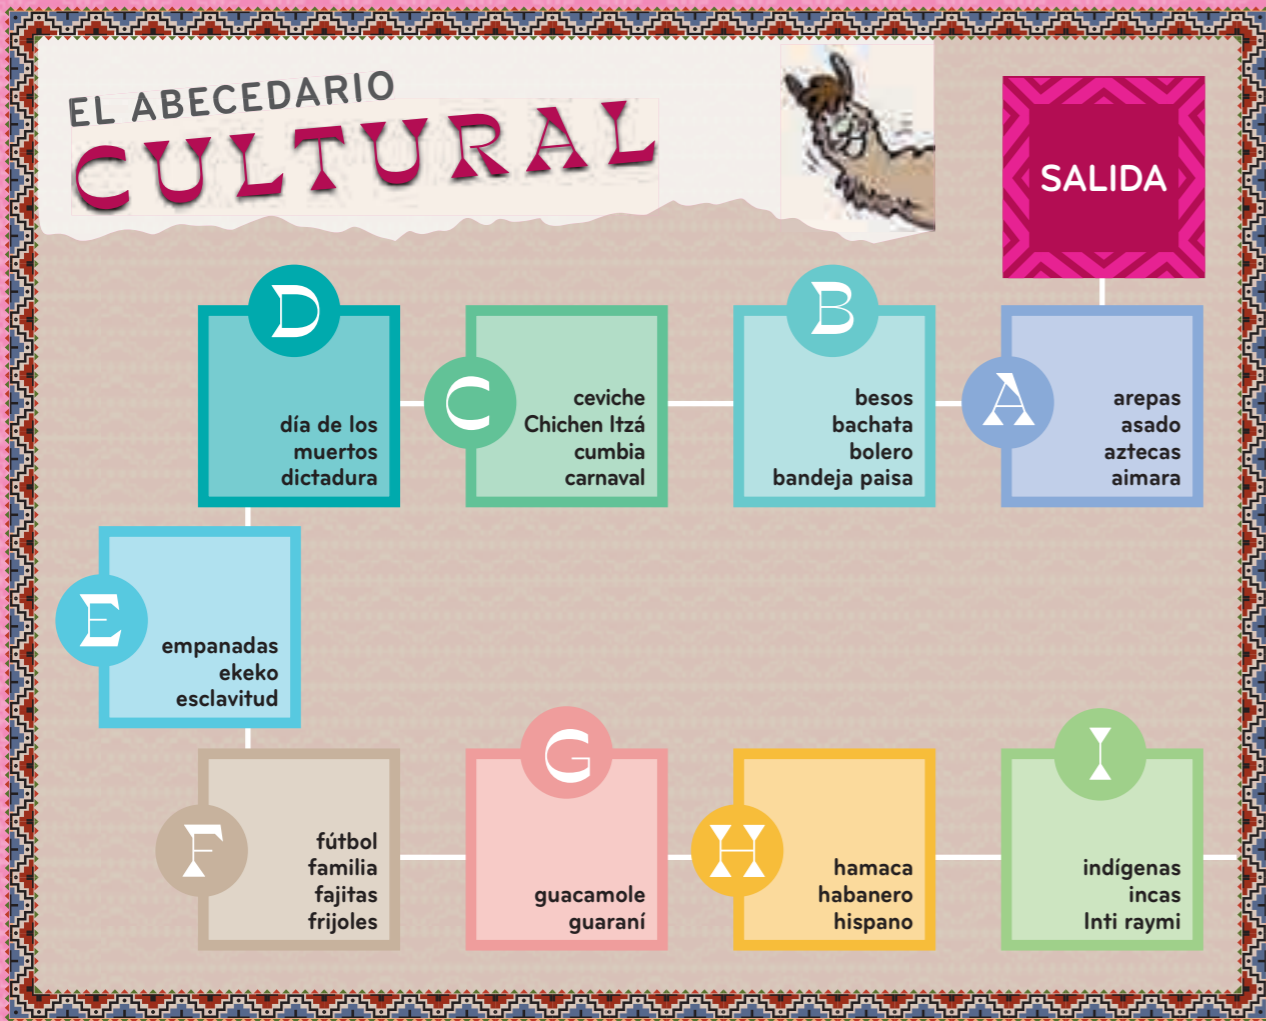 EL ABECEDARIO
CULTURAL
SALIDA
A
arepas
asado
aztecas
aimara
B
besos
bachata
bolero
bandeja paisa
C
ceviche
Chichen Itzá
cumbia
carnaval
D
día de los
muertos
dictadura
E
empanadas
ekeko
esclavitud
F
fútbol
familia
fajitas
frijoles
G
guacamole
guaraní
H
hamaca
habanero
hispano
I
indígenas
incas
Inti raymi